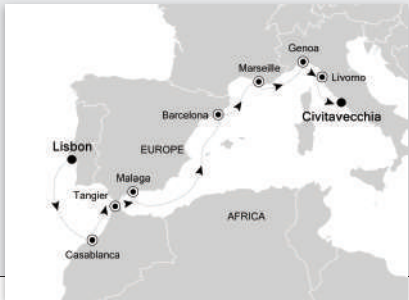 Genoa
Marseille
Livorno
Barcelona
Civitavecchia
Lisbon
EUROPE
Malaga
Tangier
AFRICA
Casablanca